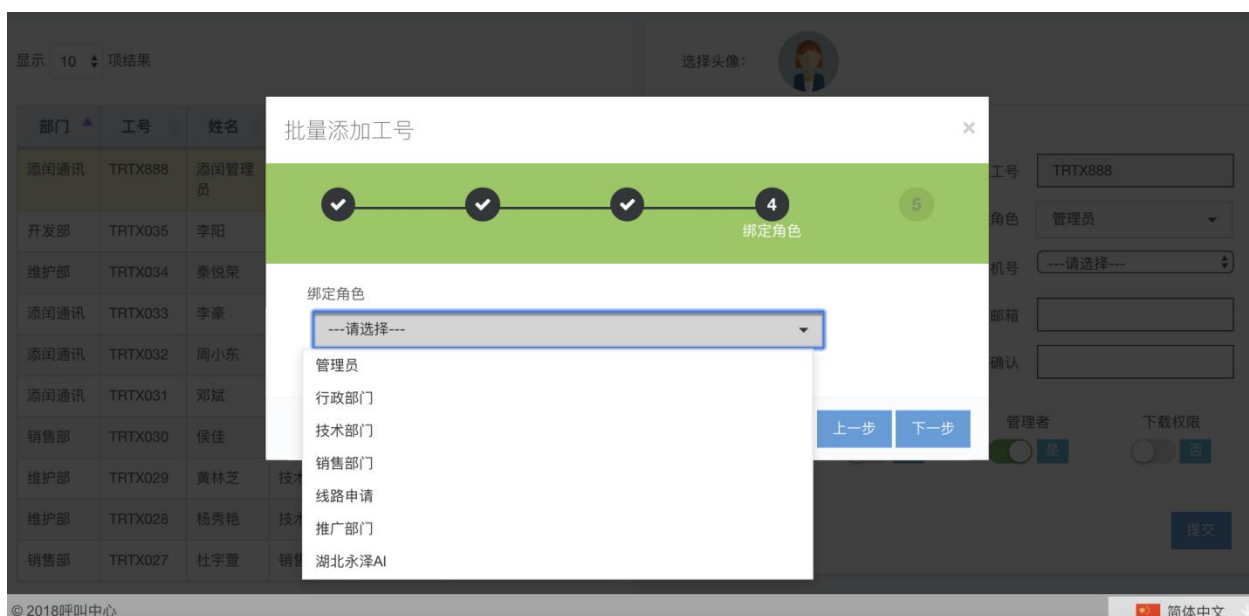 显示 10 项结果
选择头像:
部门 工号 姓名
添闰通讯 TRTX888 添闰管理员
开发部 TRTX035 李阳
维护部 TRTX034 秦悦荣
添闰通讯 TRTX033 李豪
添闰通讯 TRTX032 周小东
添闰通讯 TRTX031 邓斌
销售部 TRTX030 侯佳
维护部 TRTX029 黄林芝 技术
维护部 TRTX028 杨秀艳 技术
销售部 TRTX027 杜宇萱 销售
批量添加工号 ×
4 5
绑定角色
绑定角色
---请选择---
管理员
行政部门
技术部门
销售部门
线路申请
推广部门
湖北永泽AI
上一步 下一步
工号 TRTX888
角色 管理员
机号 ---请选择---
邮箱
确认
管理者 下载权限
是 否
提交
© 2018呼叫中心
简体中文